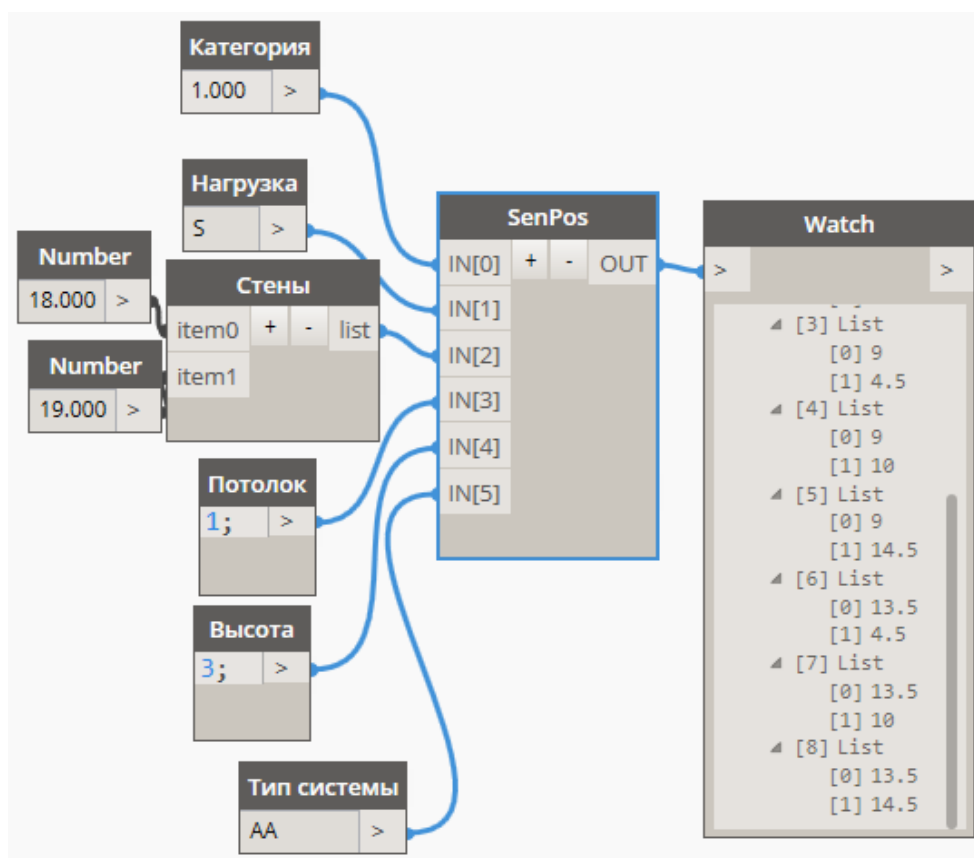 Категория
1.000 >
Нагрузка
S >
Number
18.000 >
Number
19.000 >
Стены
item0 + - list
item1
Потолок
1; >
Высота
3; >
Тип системы
AA >
SenPos
IN[0] + - OUT
IN[1]
IN[2]
IN[3]
IN[4]
IN[5]
Watch
> >
[3] List
[0] 9
[1] 4.5
[4] List
[0] 9
[1] 10
[5] List
[0] 9
[1] 14.5
[6] List
[0] 13.5
[1] 4.5
[7] List
[0] 13.5
[1] 10
[8] List
[0] 13.5
[1] 14.5